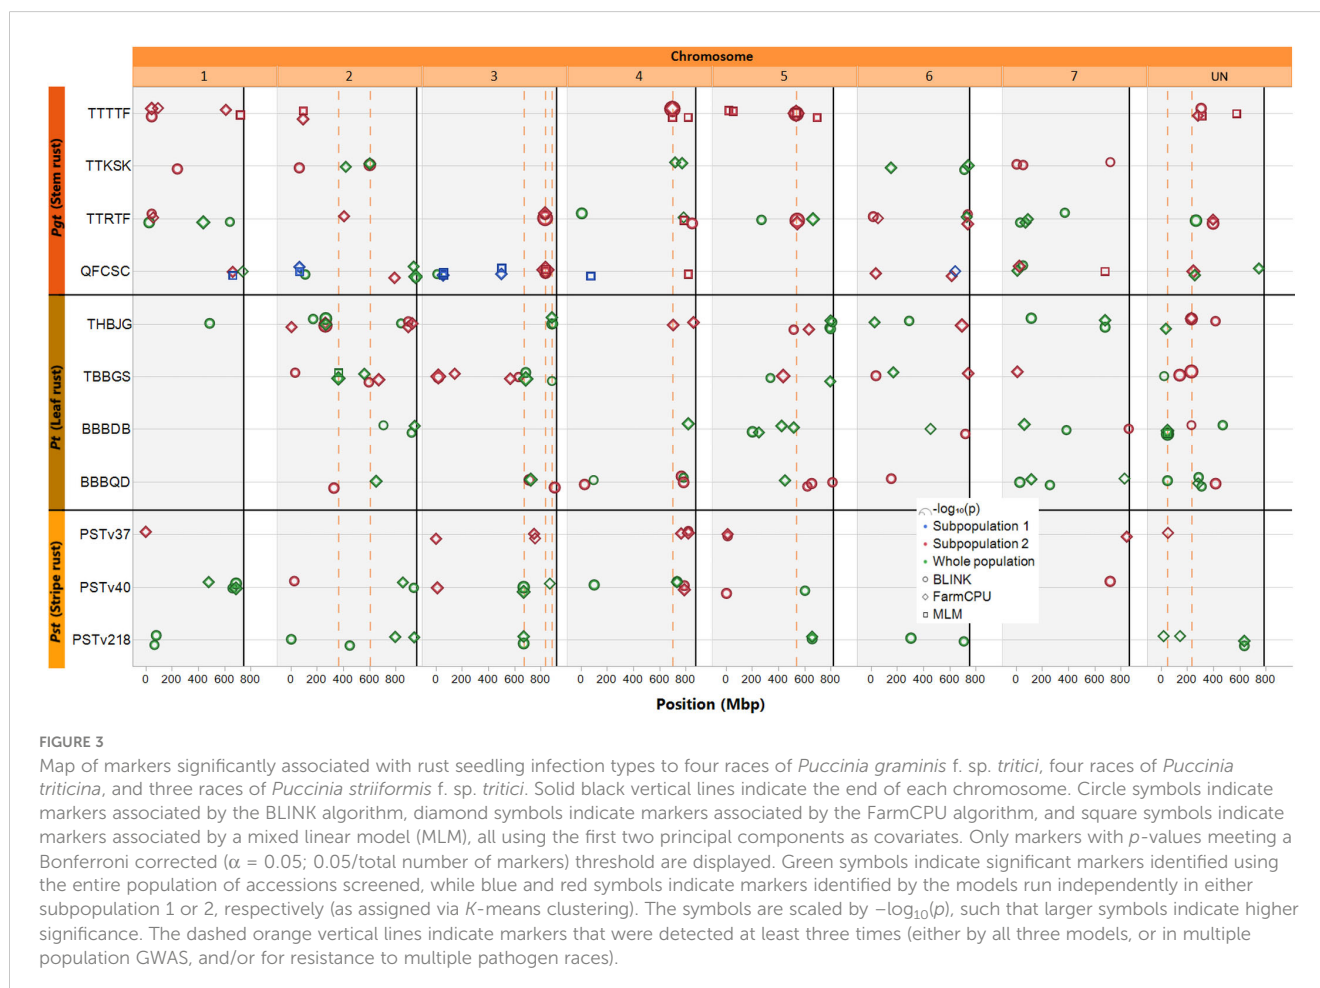 Chromosome
1 2 3 4 5 6 7 UN
Pgt (Stem rust)
TTTTF
TTKSK
TTRTF
QFCSC
Pt (Leaf rust)
THBJG
TBBGS
BBBDB
BBBQD
Pst (Stripe rust)
PSTv37
PSTv40
PSTv218
-log₁₀(p)
Subpopulation 1
Subpopulation 2
Whole population
BLINK
FarmCPU
MLM
0 200 400 600 800 0 200 400 600 800 0 200 400 600 800 0 200 400 600 800 0 200 400 600 800 0 200 400 600 800 0 200 400 600 800 0 200 400 600 800
Position (Mbp)
FIGURE 3
Map of markers significantly associated with rust seedling infection types to four races of Puccinia graminis f. sp. tritici, four races of Puccinia
triticina, and three races of Puccinia striiformis f. sp. tritici. Solid black vertical lines indicate the end of each chromosome. Circle symbols indicate
markers associated by the BLINK algorithm, diamond symbols indicate markers associated by the FarmCPU algorithm, and square symbols indicate
markers associated by a mixed linear model (MLM), all using the first two principal components as covariates. Only markers with p-values meeting a
Bonferroni corrected (α = 0.05; 0.05/total number of markers) threshold are displayed. Green symbols indicate significant markers identified using
the entire population of accessions screened, while blue and red symbols indicate markers identified by the models run independently in either
subpopulation 1 or 2, respectively (as assigned via K-means clustering). The symbols are scaled by –log₁₀(p), such that larger symbols indicate higher
significance. The dashed orange vertical lines indicate markers that were detected at least three times (either by all three models, or in multiple
population GWAS, and/or for resistance to multiple pathogen races).